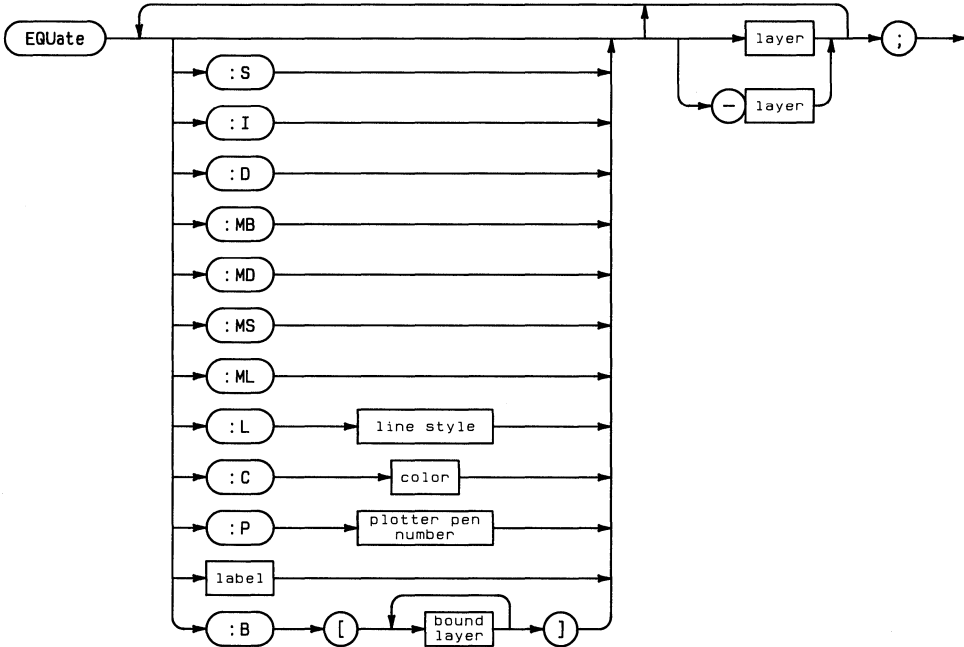 EQUate
layer
;
:S
- layer
:I
:D
:MB
:MD
:MS
:ML
:L line style
:C color
:P plotter pen
number
label
:B [ bound
layer ]